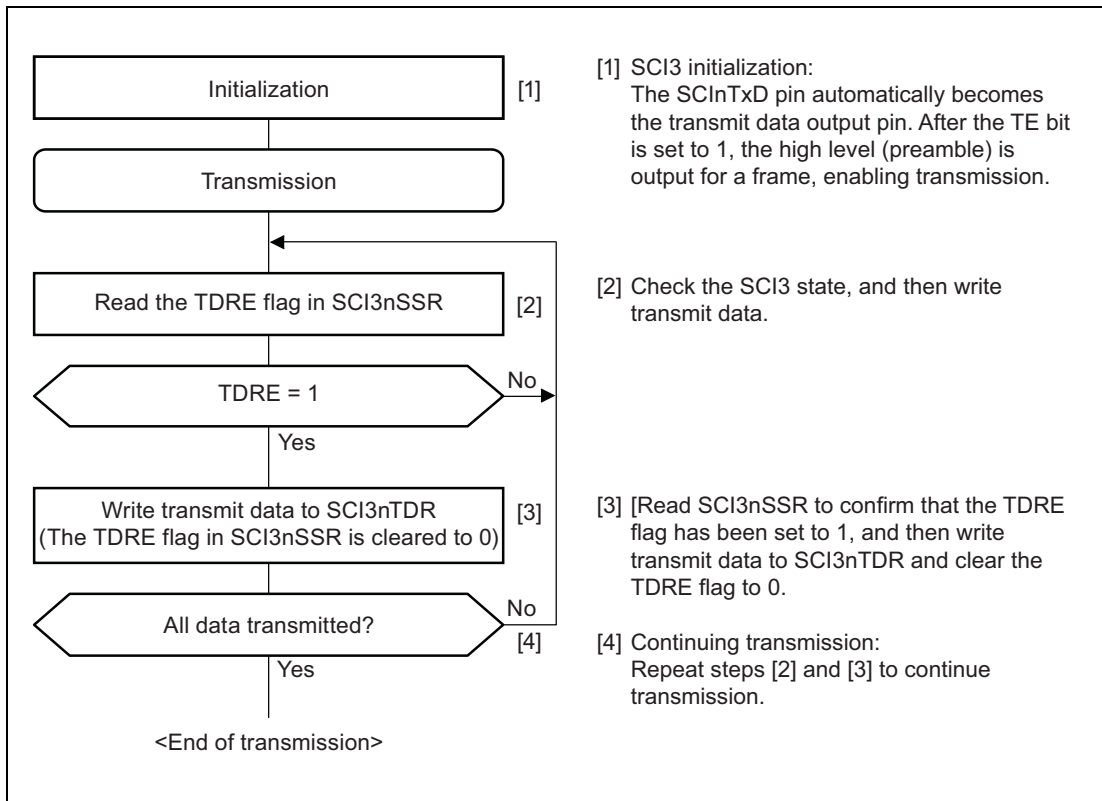 Initialization
[1]
Transmission
Read the TDRE flag in SCI3nSSR
[2]
TDRE = 1
No
Yes
Write transmit data to SCI3nTDR
(The TDRE flag in SCI3nSSR is cleared to 0)
[3]
All data transmitted?
No
[4]
Yes
<End of transmission>
[1] SCI3 initialization:
The SCInTxD pin automatically becomes
the transmit data output pin. After the TE bit
is set to 1, the high level (preamble) is
output for a frame, enabling transmission.
[2] Check the SCI3 state, and then write
transmit data.
[3] [Read SCI3nSSR to confirm that the TDRE
flag has been set to 1, and then write
transmit data to SCI3nTDR and clear the
TDRE flag to 0.
[4] Continuing transmission:
Repeat steps [2] and [3] to continue
transmission.